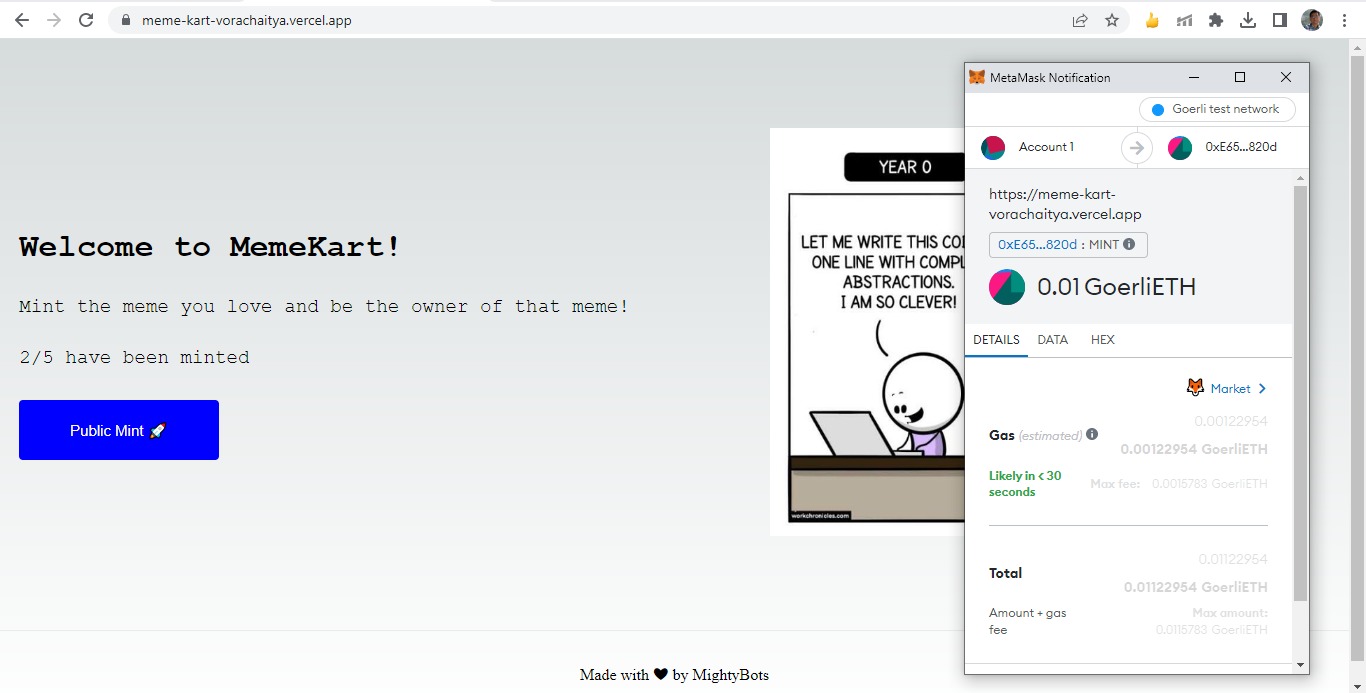 meme-kart-vorachaitya.vercel.app
Welcome to MemeKart!
Mint the meme you love and be the owner of that meme!
2/5 have been minted
Public Mint 🚀
YEAR 0
LET ME WRITE THIS
ONE LINE WITH
ABSTRACTIONS.
I AM SO CLEVER!
workchronicles.com
MetaMask Notification
Goerli test network
Account 1
0xE65...820d
https://meme-kart-
vorachaitya.vercel.app
0xE65...820d : MINT
0.01 GoerliETH
DETAILS DATA HEX
🦊 Market >
0.00122954
Gas (estimated)
0.00122954 GoerliETH
Likely in < 30
seconds
Max fee: 0.0015783 GoerliETH
0.01122954
Total
0.01122954 GoerliETH
Amount + gas
fee
Max amount:
0.0115783 GoerliETH
Made with ❤ by MightyBots